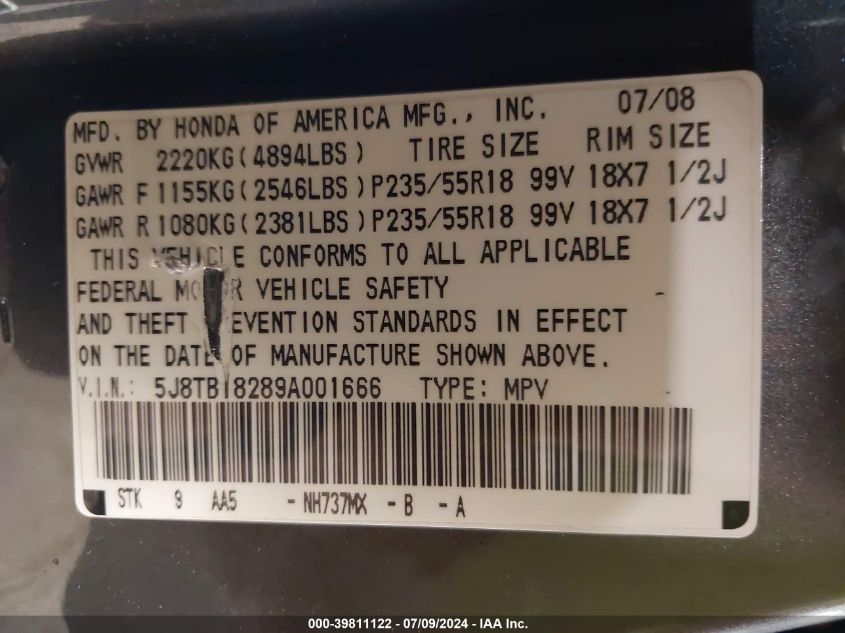 MFD. BY HONDA OF AMERICA MFG., INC. 07/08
GVWR 2220KG(4894LBS) TIRE SIZE RIM SIZE
GAWR F 1155KG(2546LBS)P235/55R18 99V 18X7 1/2J
GAWR R 1080KG(2381LBS)P235/55R18 99V 18X7 1/2J
THIS VEHICLE CONFORMS TO ALL APPLICABLE
FEDERAL VEHICLE SAFETY
AND THEFT STANDARDS IN EFFECT
ON THE DATE OF MANUFACTURE SHOWN ABOVE.
V.I.N.: 5J8TB18289A001666 TYPE: MPV
STK 9 AA5 -NH737MX -B -A
000-39811122 - 07/09/2024 - IAA Inc.